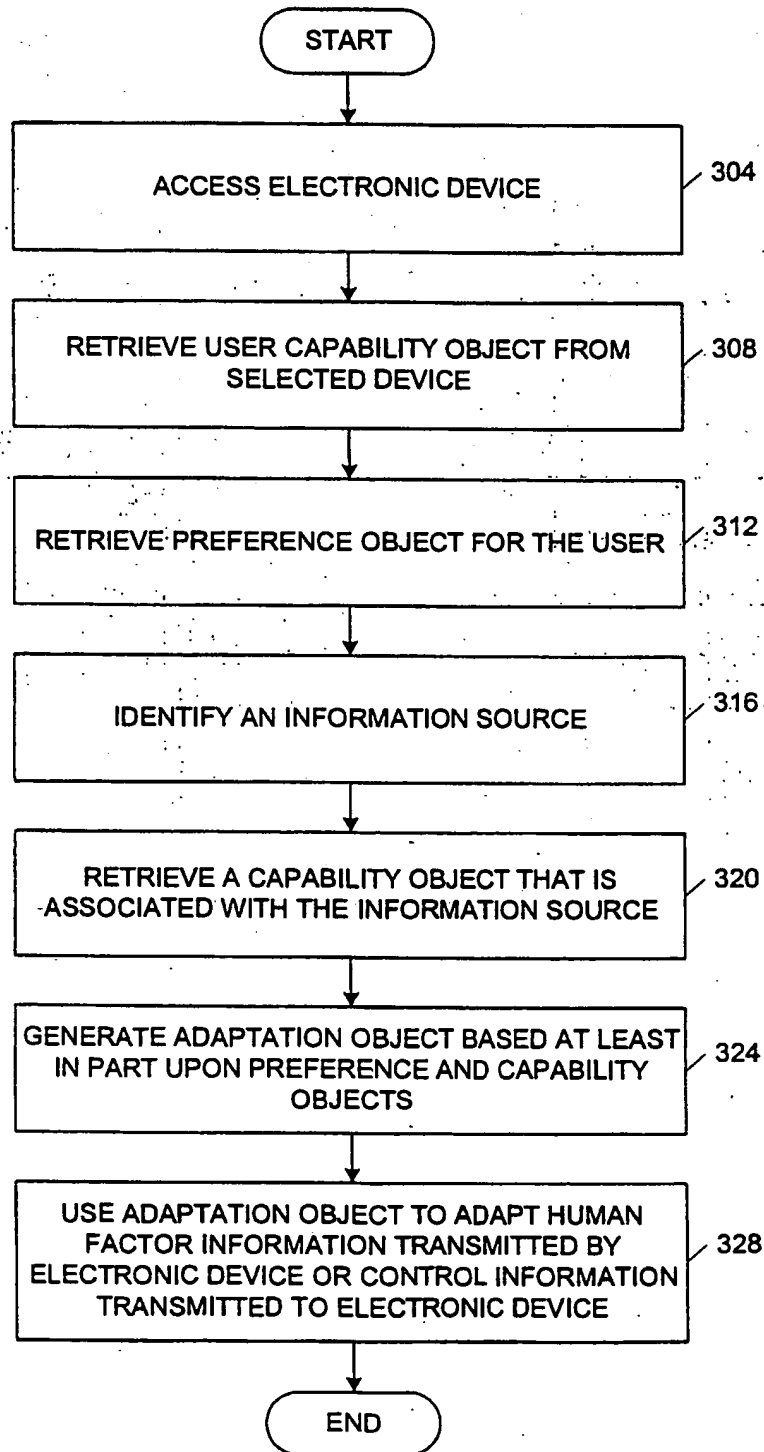 START
ACCESS ELECTRONIC DEVICE
304
RETRIEVE USER CAPABILITY OBJECT FROM
SELECTED DEVICE
308
RETRIEVE PREFERENCE OBJECT FOR THE USER
312
IDENTIFY AN INFORMATION SOURCE
316
RETRIEVE A CAPABILITY OBJECT THAT IS
ASSOCIATED WITH THE INFORMATION SOURCE
320
GENERATE ADAPTATION OBJECT BASED AT LEAST
IN PART UPON PREFERENCE AND CAPABILITY
OBJECTS
324
USE ADAPTATION OBJECT TO ADAPT HUMAN
FACTOR INFORMATION TRANSMITTED BY
ELECTRONIC DEVICE OR CONTROL INFORMATION
TRANSMITTED TO ELECTRONIC DEVICE
328
END